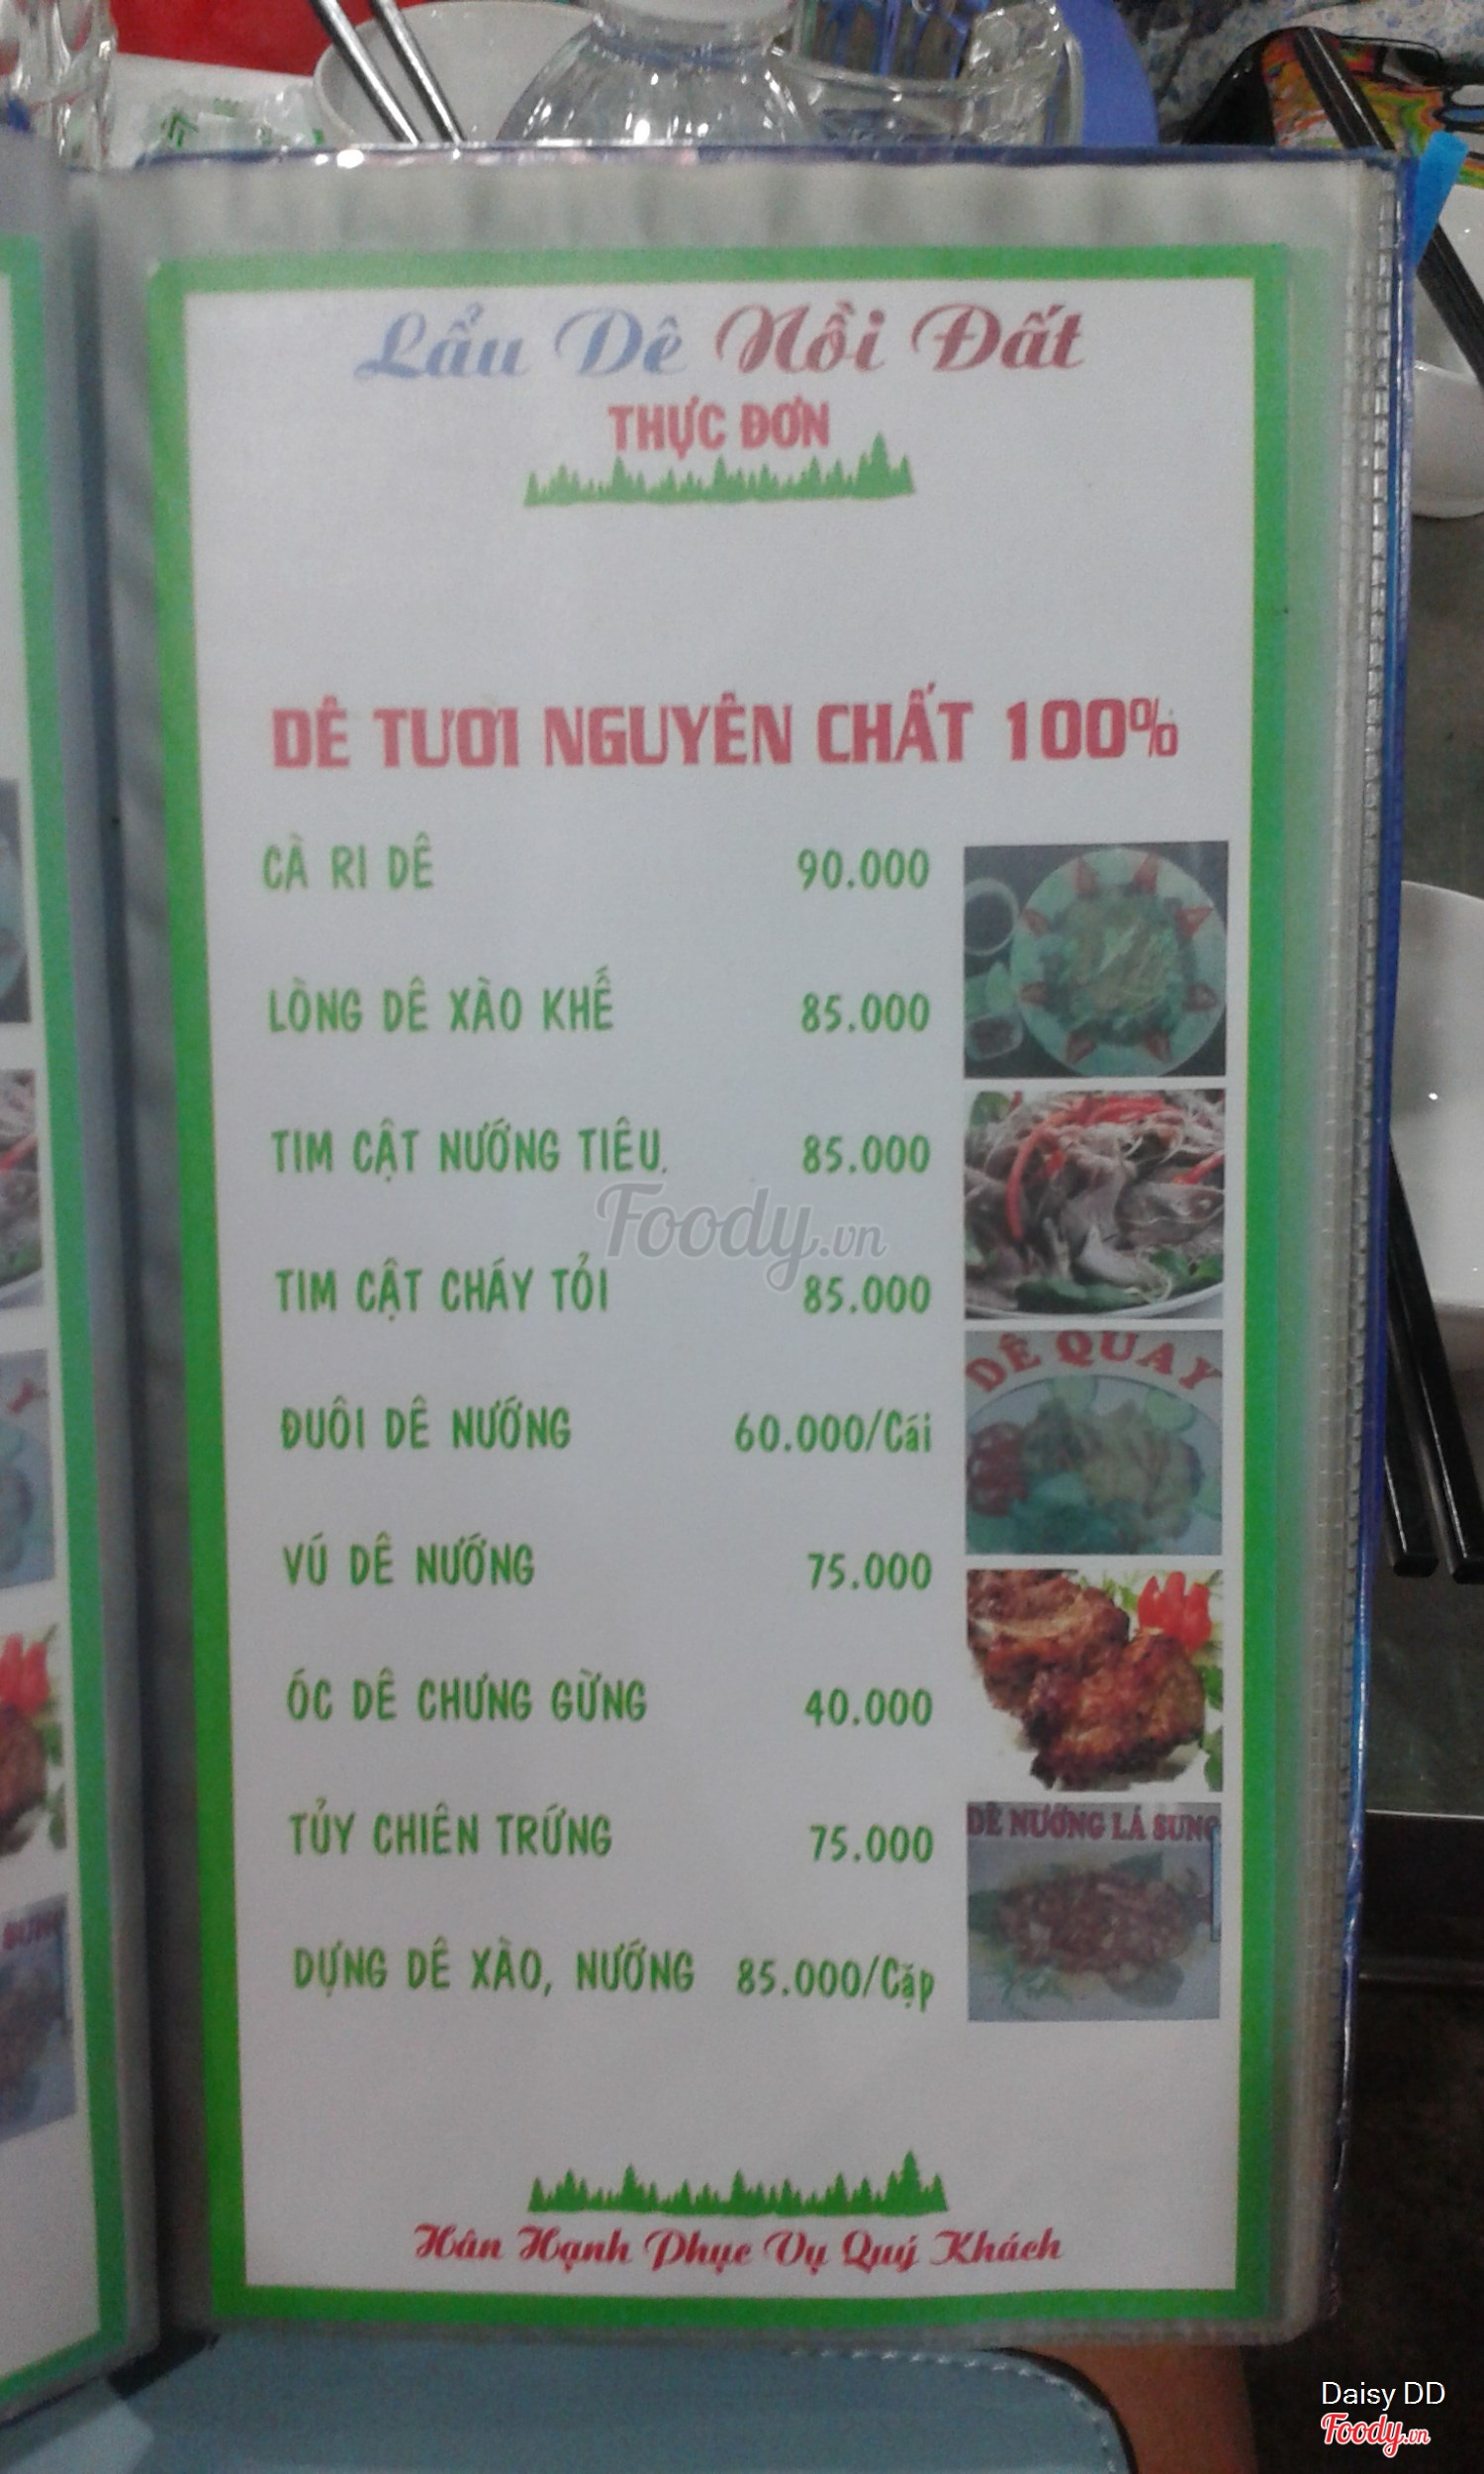 Lẩu Dê Nồi Đất
THỰC ĐƠN
DÊ TƯƠI NGUYÊN CHẤT 100%
CÀ RI DÊ 90.000
LÒNG DÊ XÀO KHẾ 85.000
TIM CẬT NƯỚNG TIÊU. 85.000
Foody.vn
TIM CẬT CHÁY TỎI 85.000
DÊ QUAY
ĐUÔI DÊ NƯỚNG 60.000/Cái
VÚ DÊ NƯỚNG 75.000
ÓC DÊ CHƯNG GỪNG 40.000
TỦY CHIÊN TRỨNG 75.000
DÊ NƯỚNG LÁ SUNG
DỰNG DÊ XÀO, NƯỚNG 85.000/Cặp
Hân Hạnh Phục Vụ Quý Khách
Daisy DD
Foody.vn